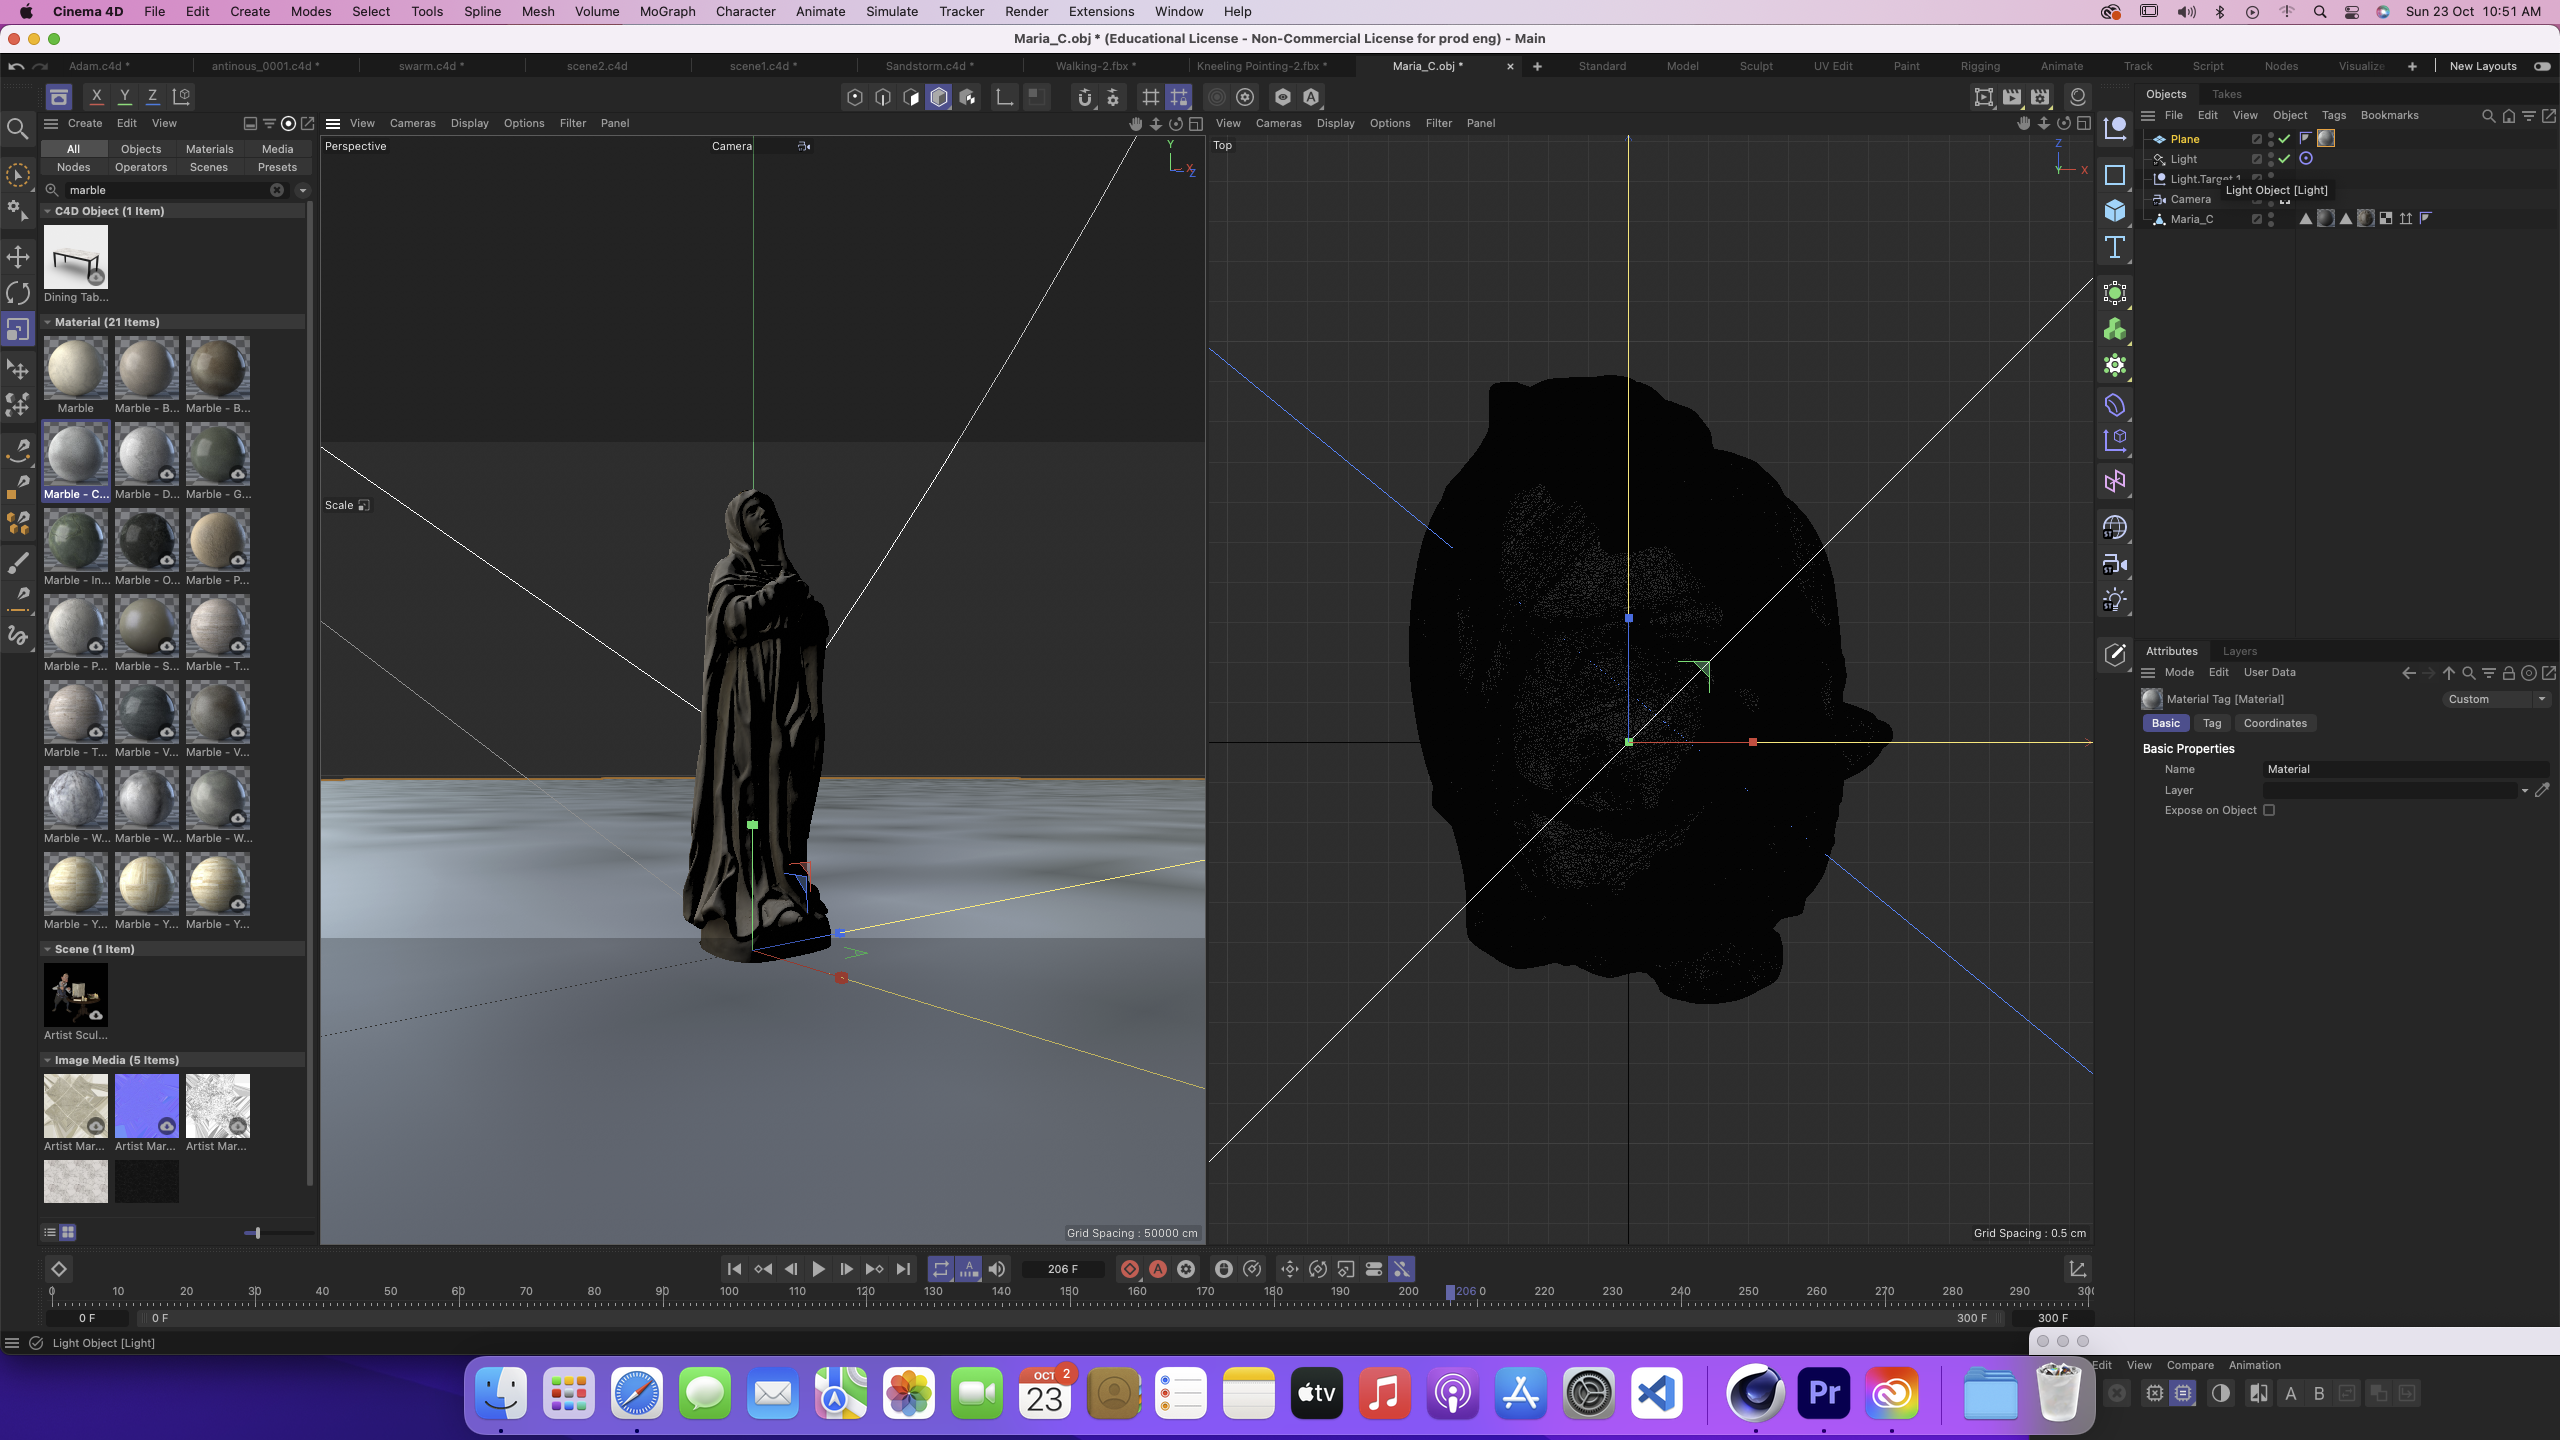 Cinema 4D File Edit Create Modes Select Tools Spline Mesh Volume MoGraph Character Animate Simulate Tracker Render Extensions Window Help Sun 23 Oct 10:51 AM
Maria_C.obj * (Educational License - Non-Commercial License for prod eng) - Main
Adam.c4d * antinous_0001.c4d * swarm.c4d * scene2.c4d scene1.c4d * Sandstorm.c4d * Walking-2.fbx * Kneeling Pointing-2.fbx * Maria_C.obj * Standard Model Sculpt UV Edit Paint Rigging Animate Track Script Nodes Visualize New Layouts
X Y Z
Create Edit View
View Cameras Display Options Filter Panel
View Cameras Display Options Filter Panel
Objects Takes
File Edit View Object Tags Bookmarks
All Objects Materials Media
Nodes Operators Scenes Presets
marble
C4D Object (1 Item)
Dining Tab...
Material (21 Items)
Marble Marble - B... Marble - B...
Marble - C... Marble - D... Marble - G...
Marble - In... Marble - O... Marble - P...
Marble - P... Marble - S... Marble - T...
Marble - T... Marble - V... Marble - V...
Marble - W... Marble - W... Marble - W...
Marble - Y... Marble - Y... Marble - Y...
Scene (1 Item)
Artist Scul...
Image Media (5 Items)
Artist Mar... Artist Mar... Artist Mar...
Perspective Camera
Y
X
Z
Scale
Grid Spacing : 50000 cm
Top
Z
Y X
Grid Spacing : 0.5 cm
Plane
Light
Light.Target.1
Light Object [Light]
Camera
Maria_C
Attributes Layers
Mode Edit User Data
Material Tag [Material] Custom
Basic Tag Coordinates
Basic Properties
Name Material
Layer
Expose on Object
206 F
0 10 20 30 40 50 60 70 80 90 100 110 120 130 140 150 160 170 180 190 200 206 0 220 230 240 250 260 270 280 290 300
0 F 0 F 300 F 300 F
Light Object [Light]
Edit View Compare Animation
A B
OCT 2
23
tv
Pr